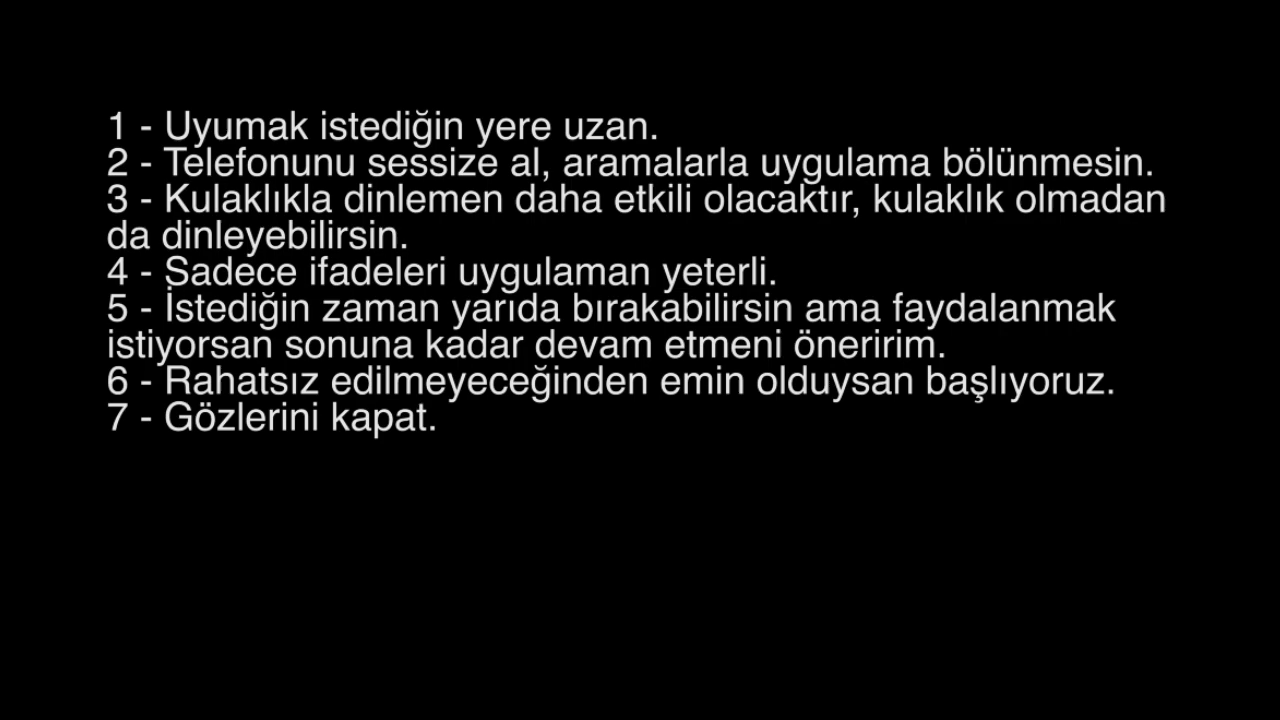 1 - Uyumak istediğin yere uzan.
2 - Telefonunu sessize al, aramalarla uygulama bölünmesin.
3 - Kulaklıkla dinlemen daha etkili olacaktır, kulaklık olmadan
da dinleyebilirsin.
4 - Sadece ifadeleri uygulaman yeterli.
5 - İstediğin zaman yarıda bırakabilirsin ama faydalanmak
istiyorsan sonuna kadar devam etmeni öneririm.
6 - Rahatsız edilmeyeceğinden emin olduysan başlıyoruz.
7 - Gözlerini kapat.